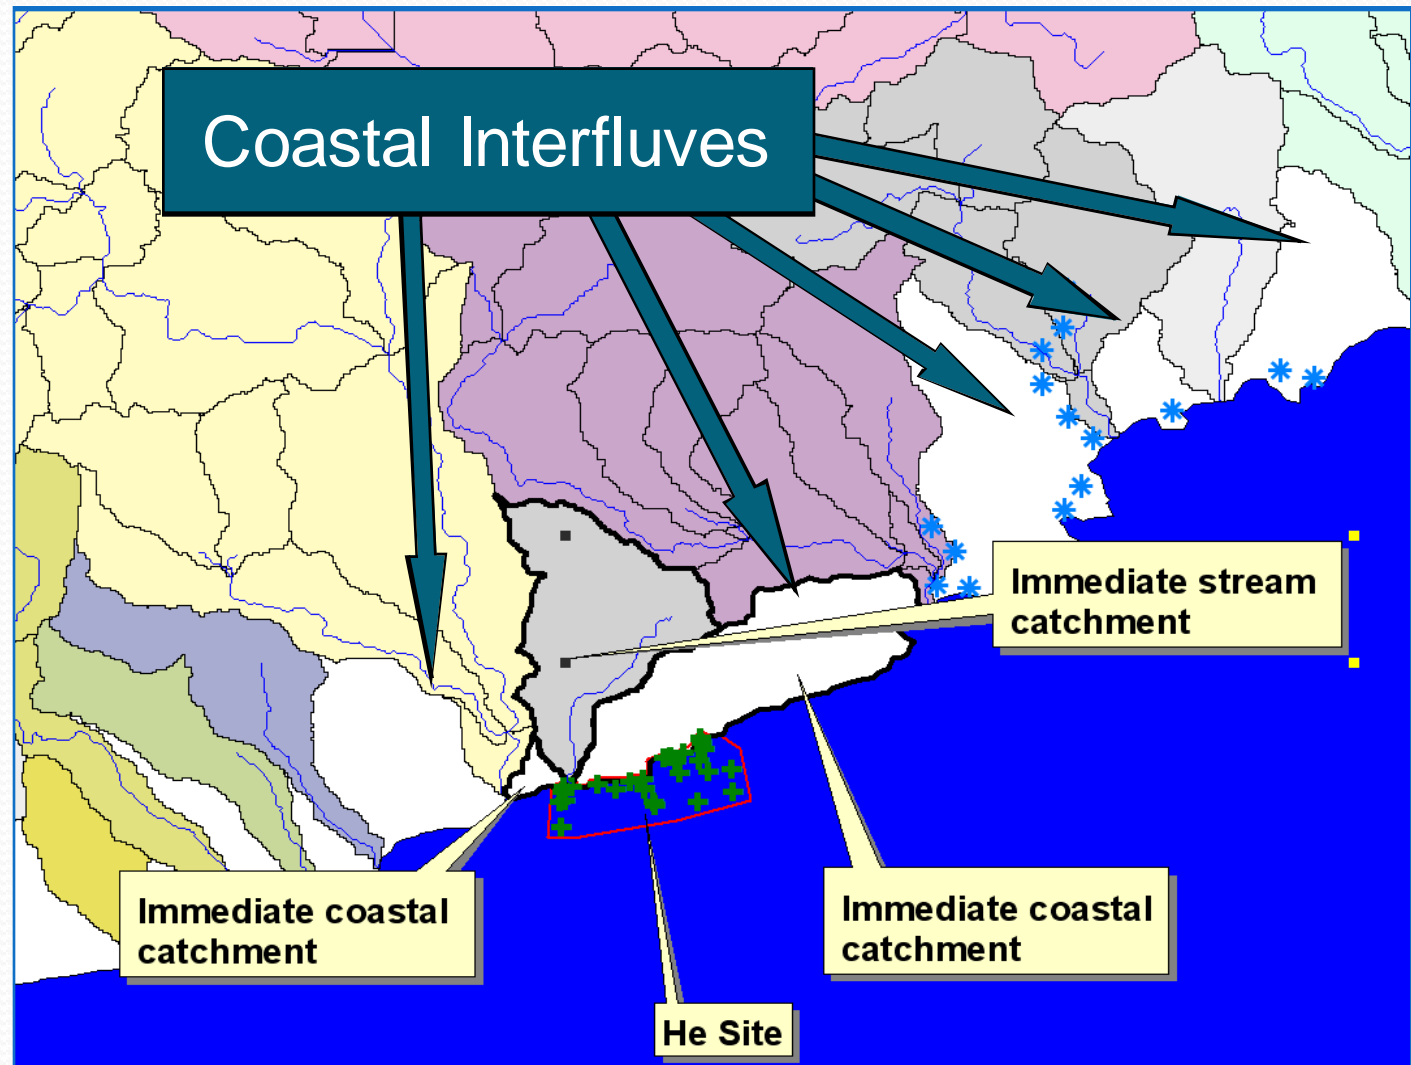 Coastal Interfluves
Immediate stream
catchment
Immediate coastal
catchment
Immediate coastal
catchment
He Site